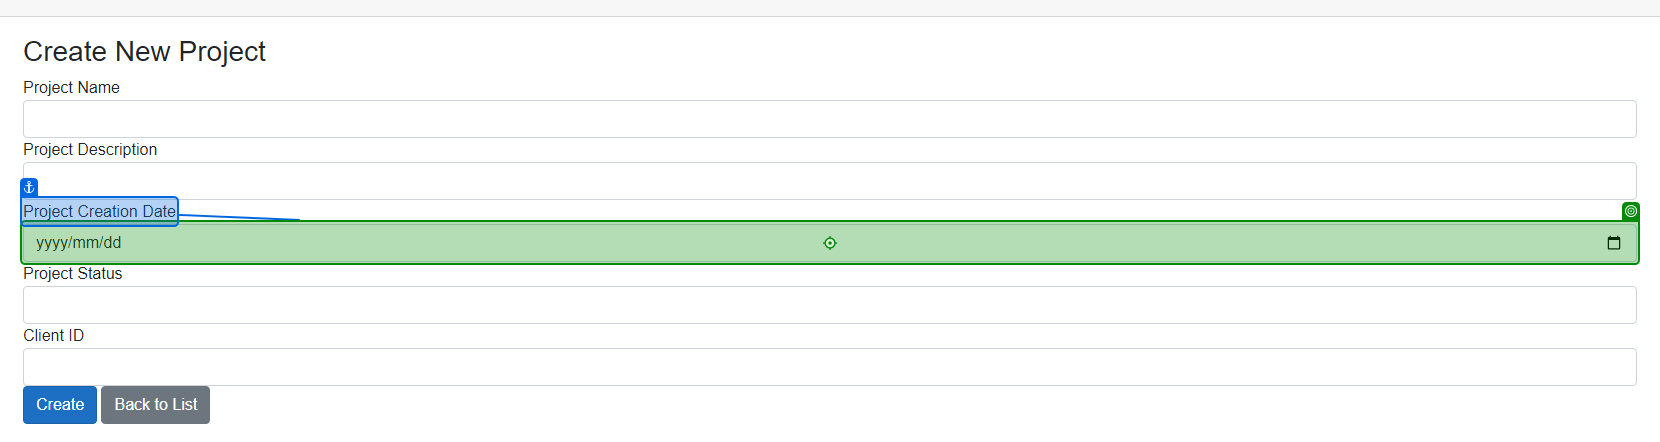 Create New Project
Project Name
Project Description
Project Creation Date
yyyy/mm/dd
Project Status
Client ID
Create Back to List